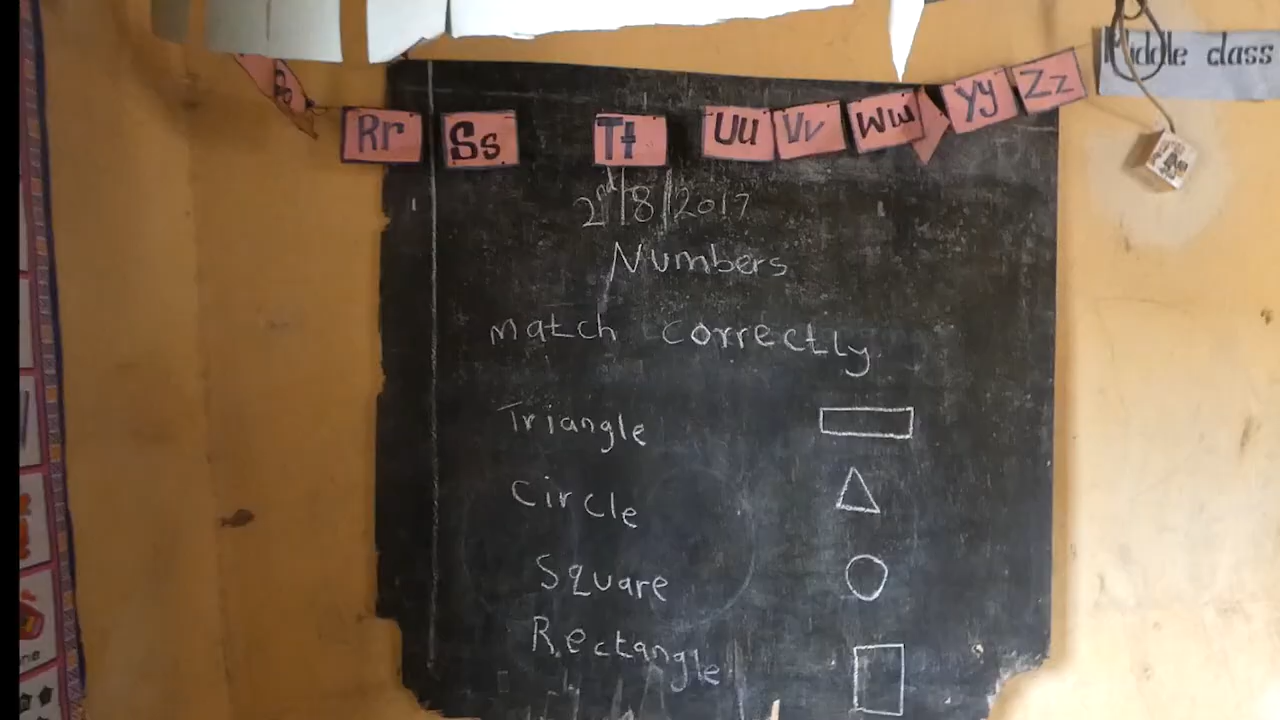 Middle class
Rr Ss Tt Uu Vv Ww Yy Zz
2nd/8/2017
Numbers
match correctly
Triangle
Circle
Square
Rectangle